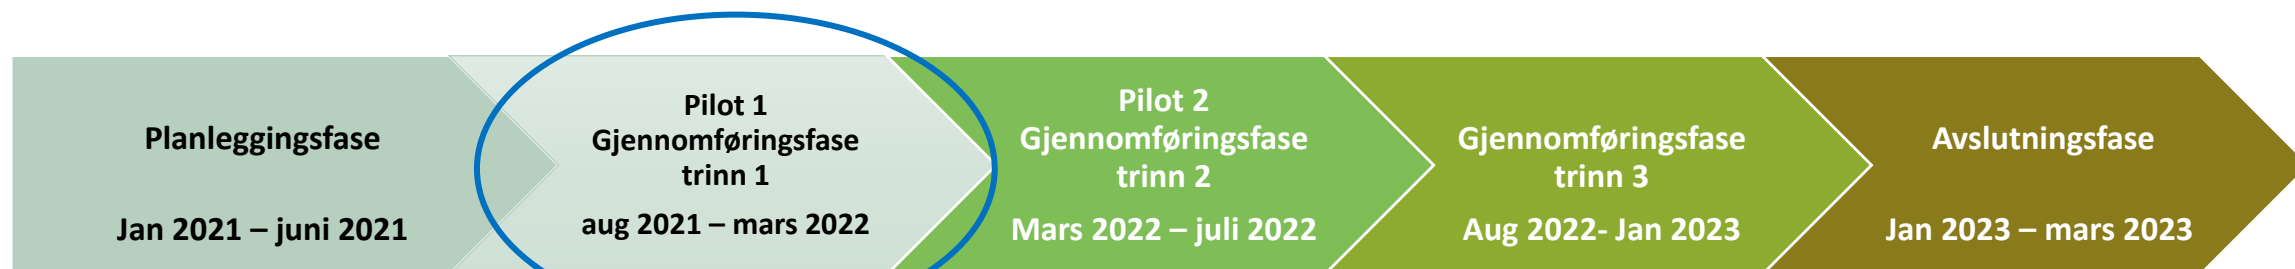 Planleggingsfase
Jan 2021 – juni 2021
Pilot 1
Gjennomføringsfase
trinn 1
aug 2021 – mars 2022
Pilot 2
Gjennomføringsfase
trinn 2
Mars 2022 – juli 2022
Gjennomføringsfase
trinn 3
Aug 2022- Jan 2023
Avslutningsfase
Jan 2023 – mars 2023